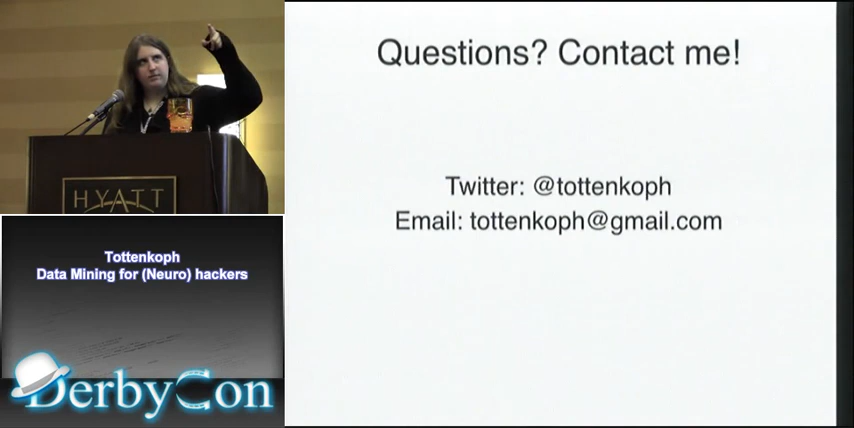 HYATT
Tottenkoph
Data Mining for (Neuro) hackers
DerbyCon
Questions? Contact me!
Twitter: @tottenkoph
Email: tottenkoph@gmail.com